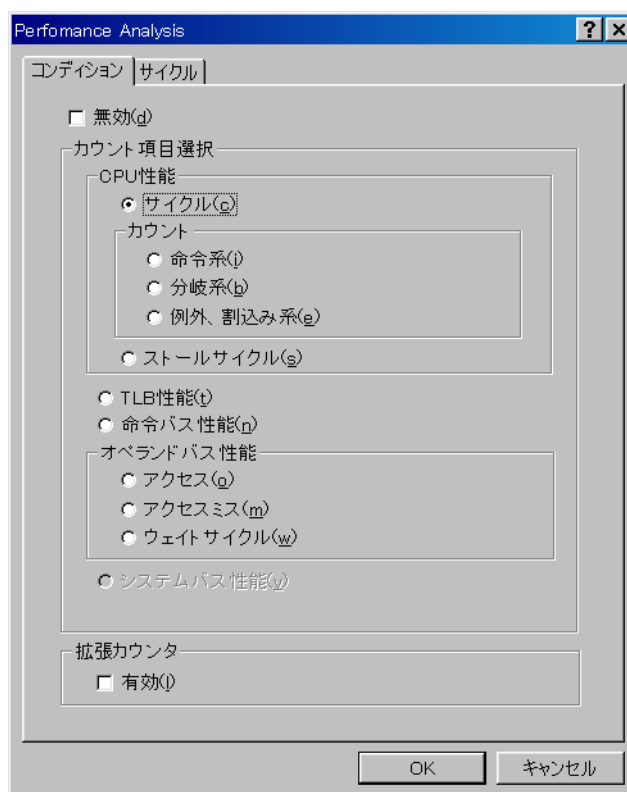 Perfomance Analysis
コンディション サイクル
無効(d)
カウント項目選択
CPU性能
サイクル(c)
カウント
命令系(i)
分岐系(b)
例外、割込み系(e)
ストールサイクル(s)
TLB性能(t)
命令バス性能(n)
オペランドバス性能
アクセス(o)
アクセスミス(m)
ウェイトサイクル(w)
システムバス性能(y)
拡張カウンタ
有効(l)
OK キャンセル